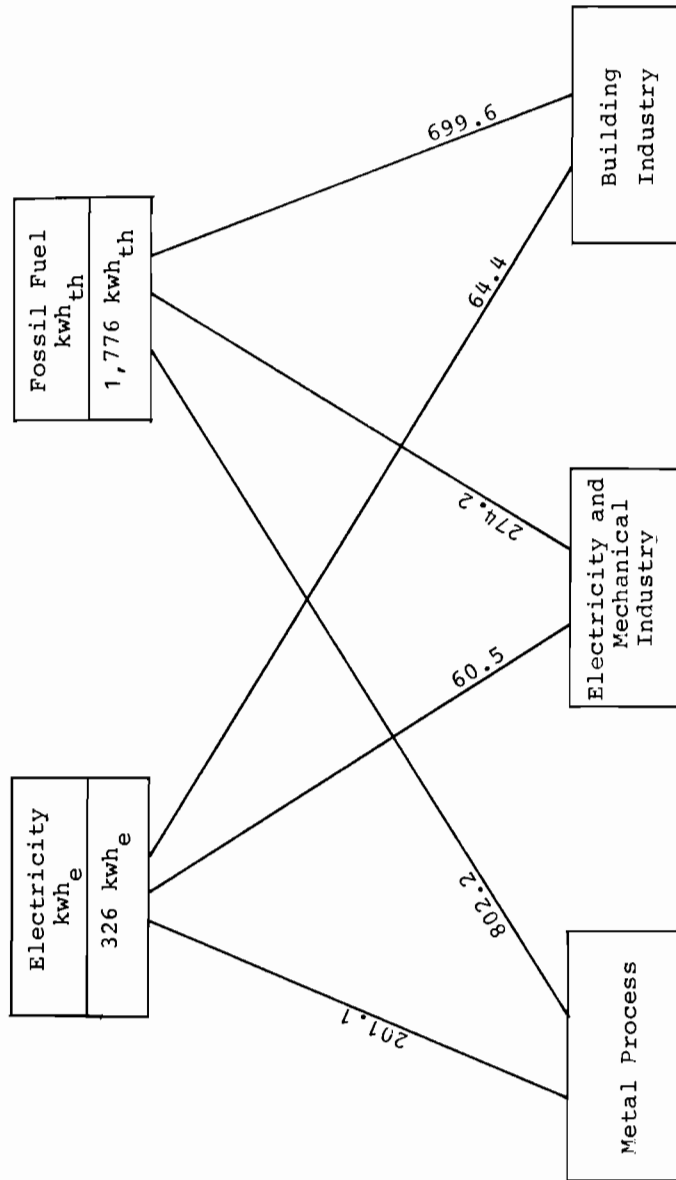 Electricity
kwh_e
326 kwh_e
Fossil Fuel
kwh_th
1,776 kwh_th
201.1
802.2
60.5
274.2
64.4
699.6
Metal Process
Electricity and
Mechanical
Industry
Building
Industry